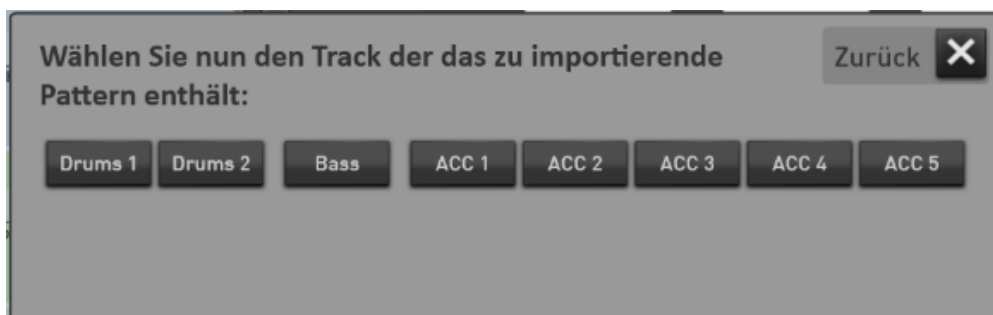 Wählen Sie nun den Track der das zu importierende
Pattern enthält:
Zurück
Drums 1 Drums 2 Bass ACC 1 ACC 2 ACC 3 ACC 4 ACC 5